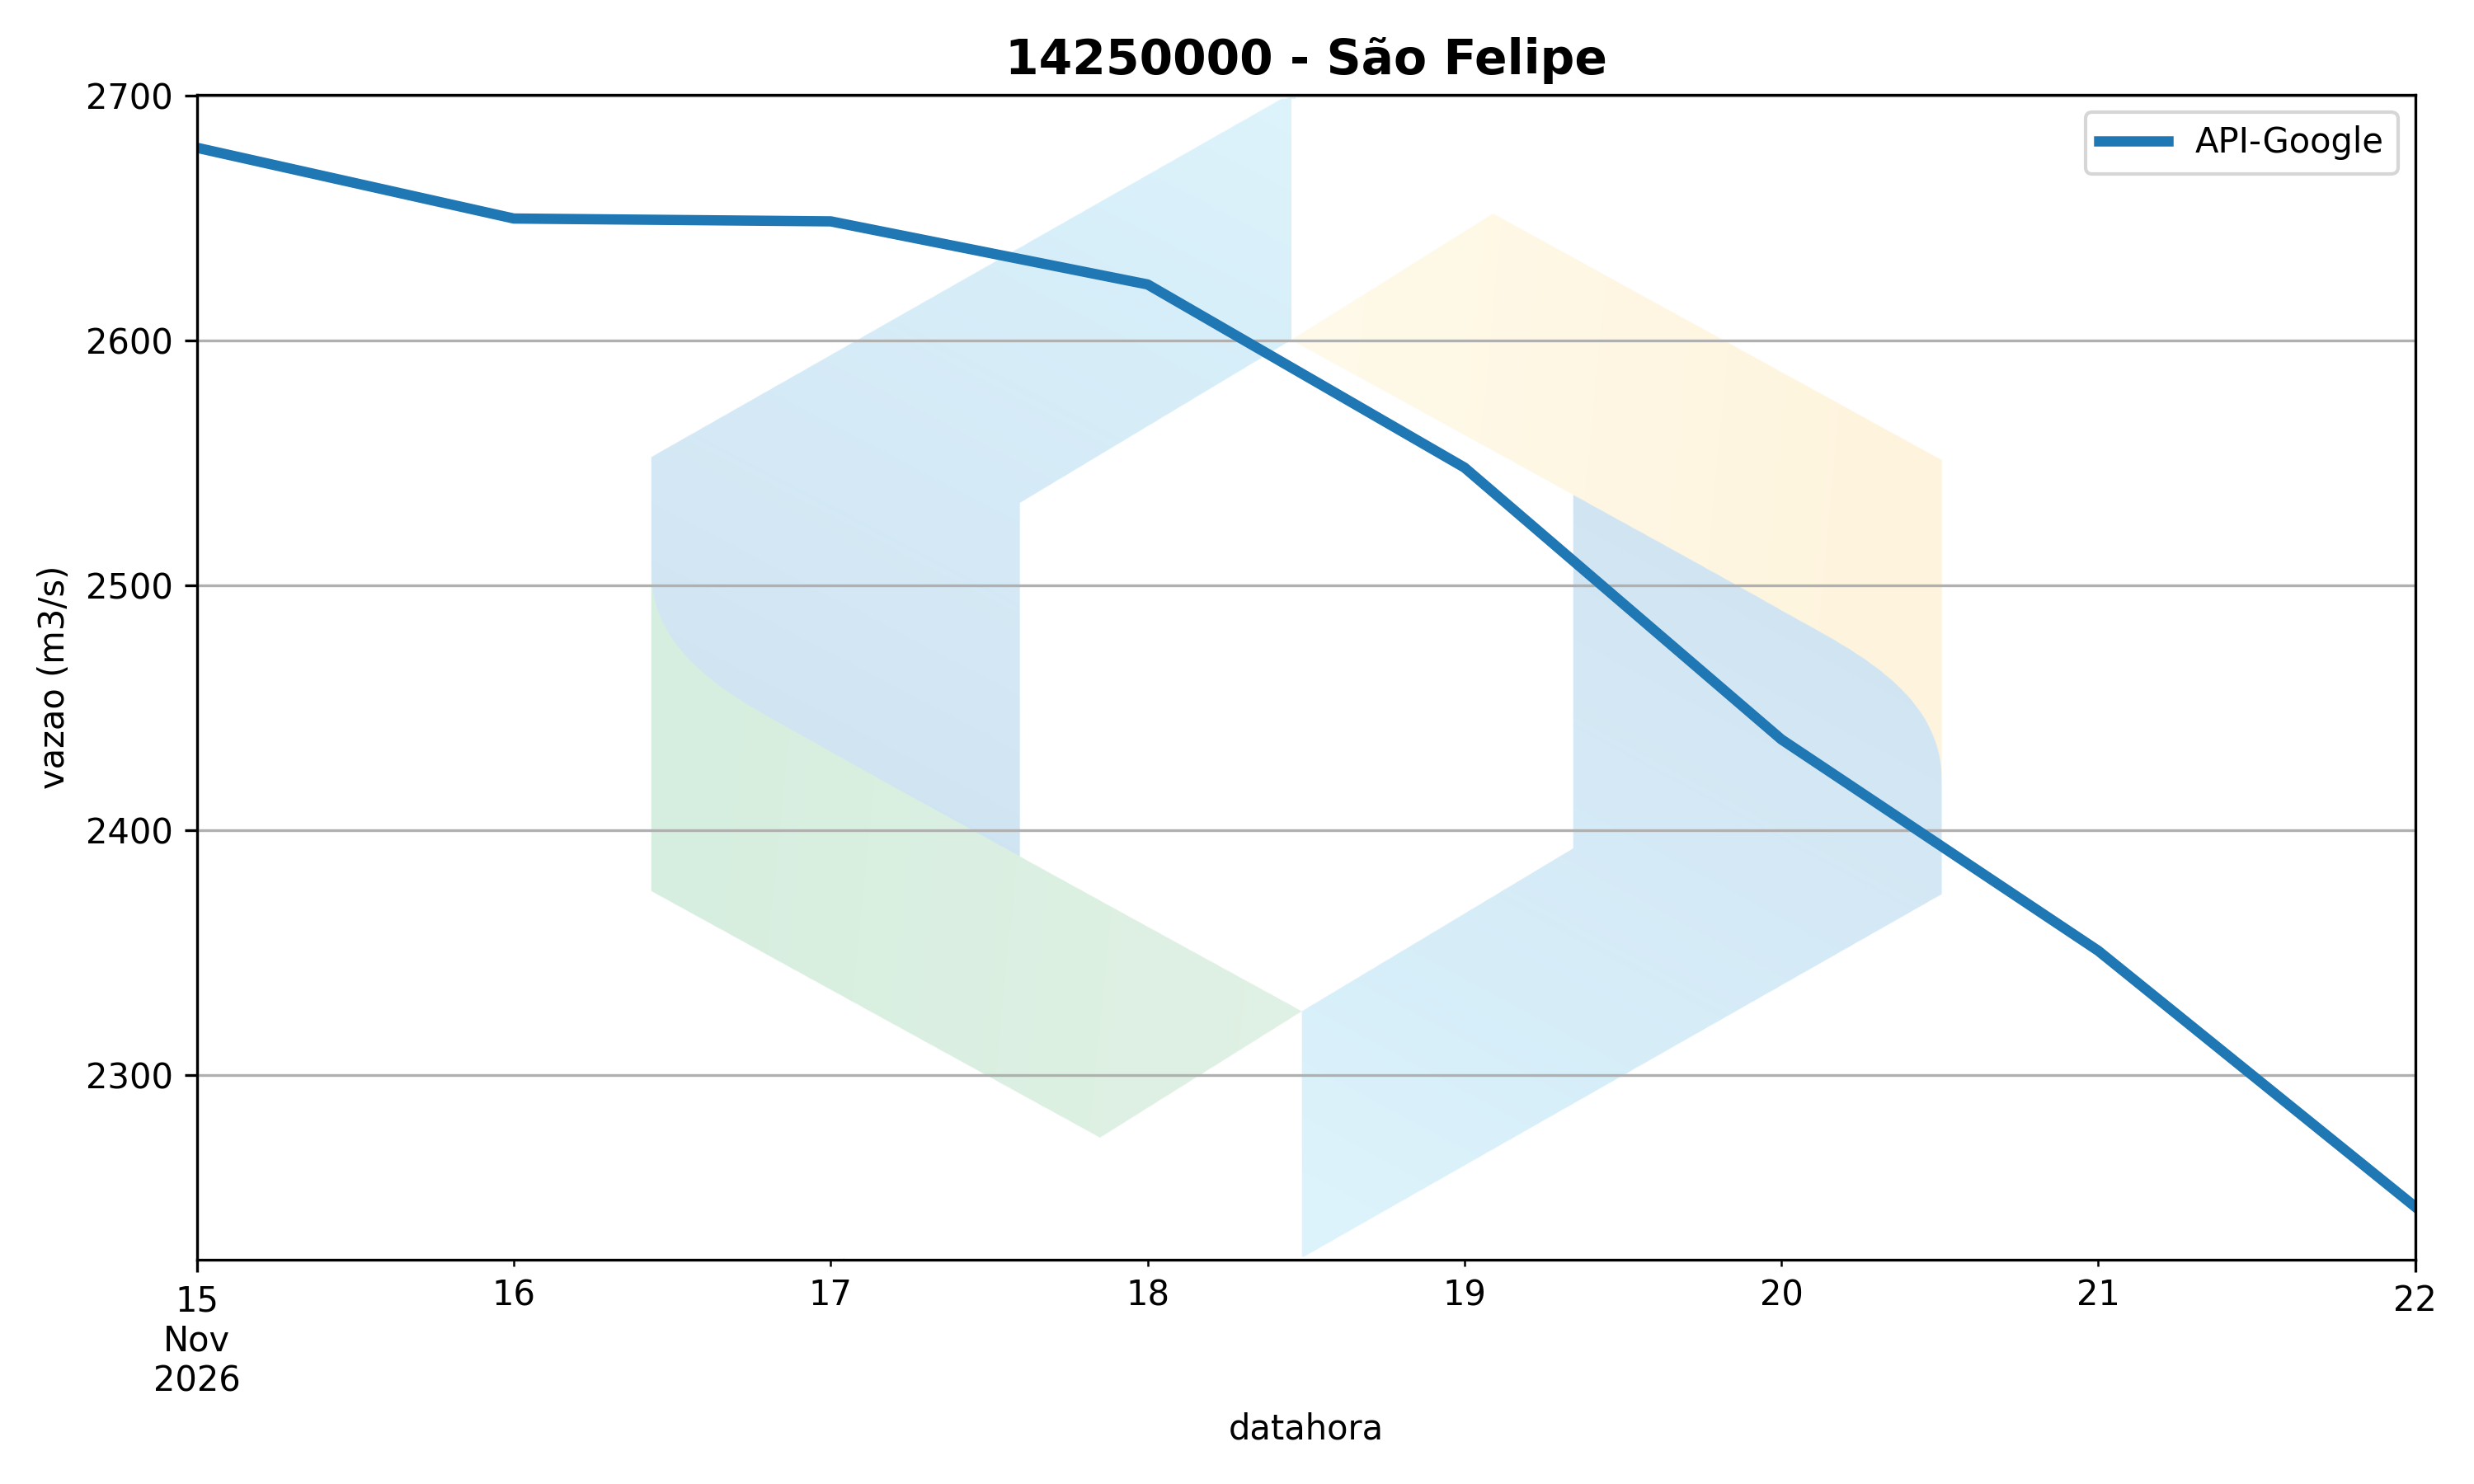 14250000 - São Felipe
API-Google
vazao (m3/s)
2700
2600
2500
2400
2300
15 16 17 18 19 20 21 22
Nov
2026
datahora